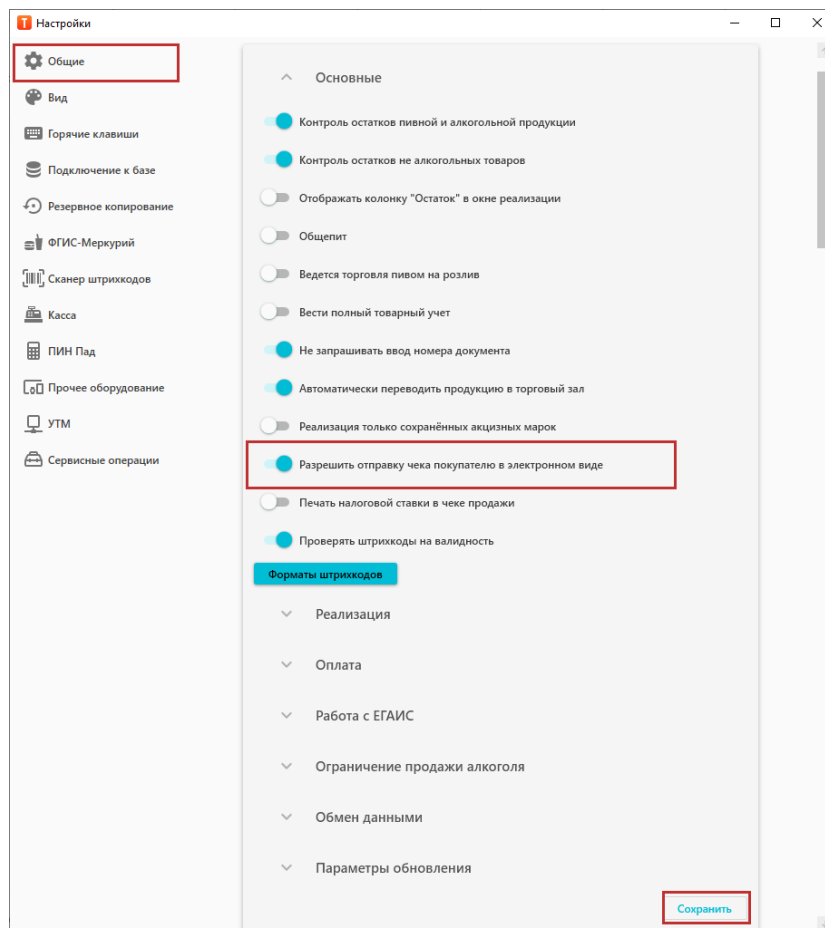 Настройки
Общие
Вид
Горячие клавиши
Подключение к базе
Резервное копирование
ФГИС-Меркурий
Сканер штрихкодов
Касса
ПИН Пад
Прочее оборудование
УТМ
Сервисные операции
Основные
Контроль остатков пивной и алкогольной продукции
Контроль остатков не алкогольных товаров
Отображать колонку "Остаток" в окне реализации
Общепит
Ведется торговля пивом на розлив
Вести полный товарный учет
Не запрашивать ввод номера документа
Автоматически переводить продукцию в торговый зал
Реализация только сохранённых акцизных марок
Разрешить отправку чека покупателю в электронном виде
Печать налоговой ставки в чеке продажи
Проверять штрихкоды на валидность
Форматы штрихкодов
Реализация
Оплата
Работа с ЕГАИС
Ограничение продажи алкоголя
Обмен данными
Параметры обновления
Сохранить